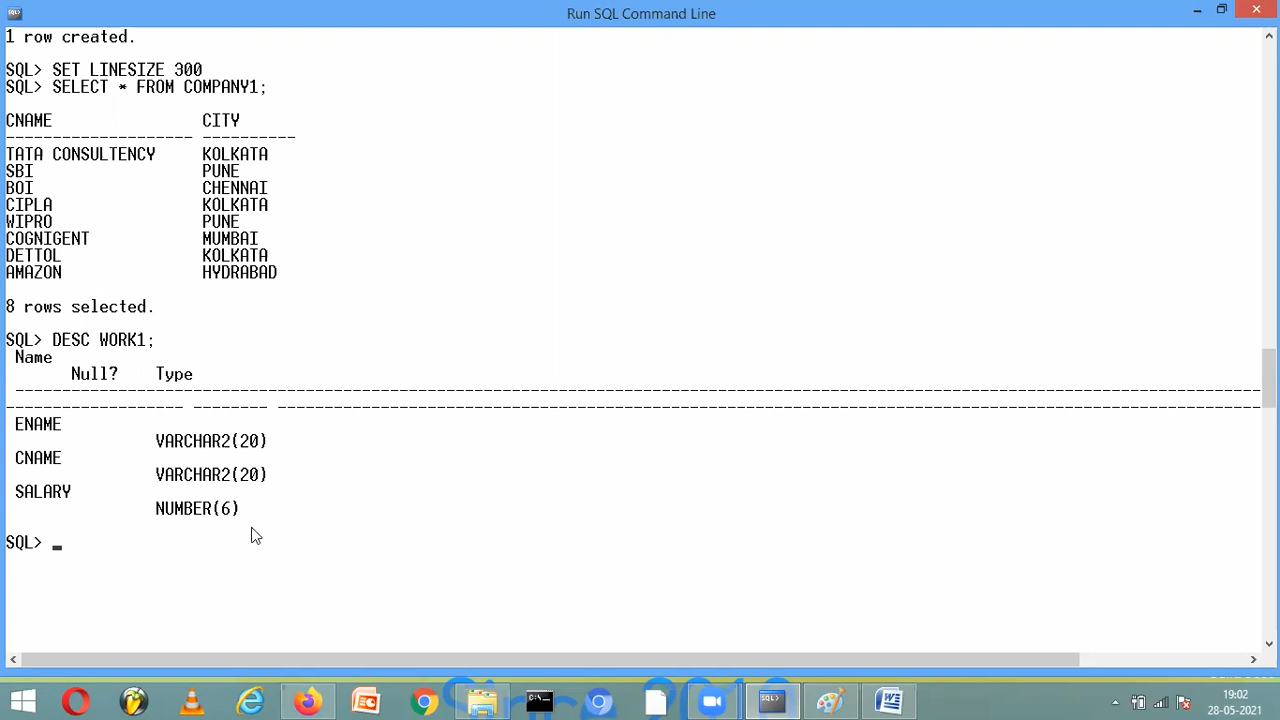 Run SQL Command Line
1 row created.
SQL> SET LINESIZE 300
SQL> SELECT * FROM COMPANY1;
CNAME CITY
-------------------- ----------
TATA CONSULTENCY KOLKATA
SBI PUNE
BOI CHENNAI
CIPLA KOLKATA
WIPRO PUNE
COGNIGENT MUMBAI
DETTOL KOLKATA
AMAZON HYDRABAD
8 rows selected.
SQL> DESC WORK1;
Name
Null? Type
ENAME
VARCHAR2(20)
CNAME
VARCHAR2(20)
SALARY
NUMBER(6)
SQL> _
19:02
28-05-2021